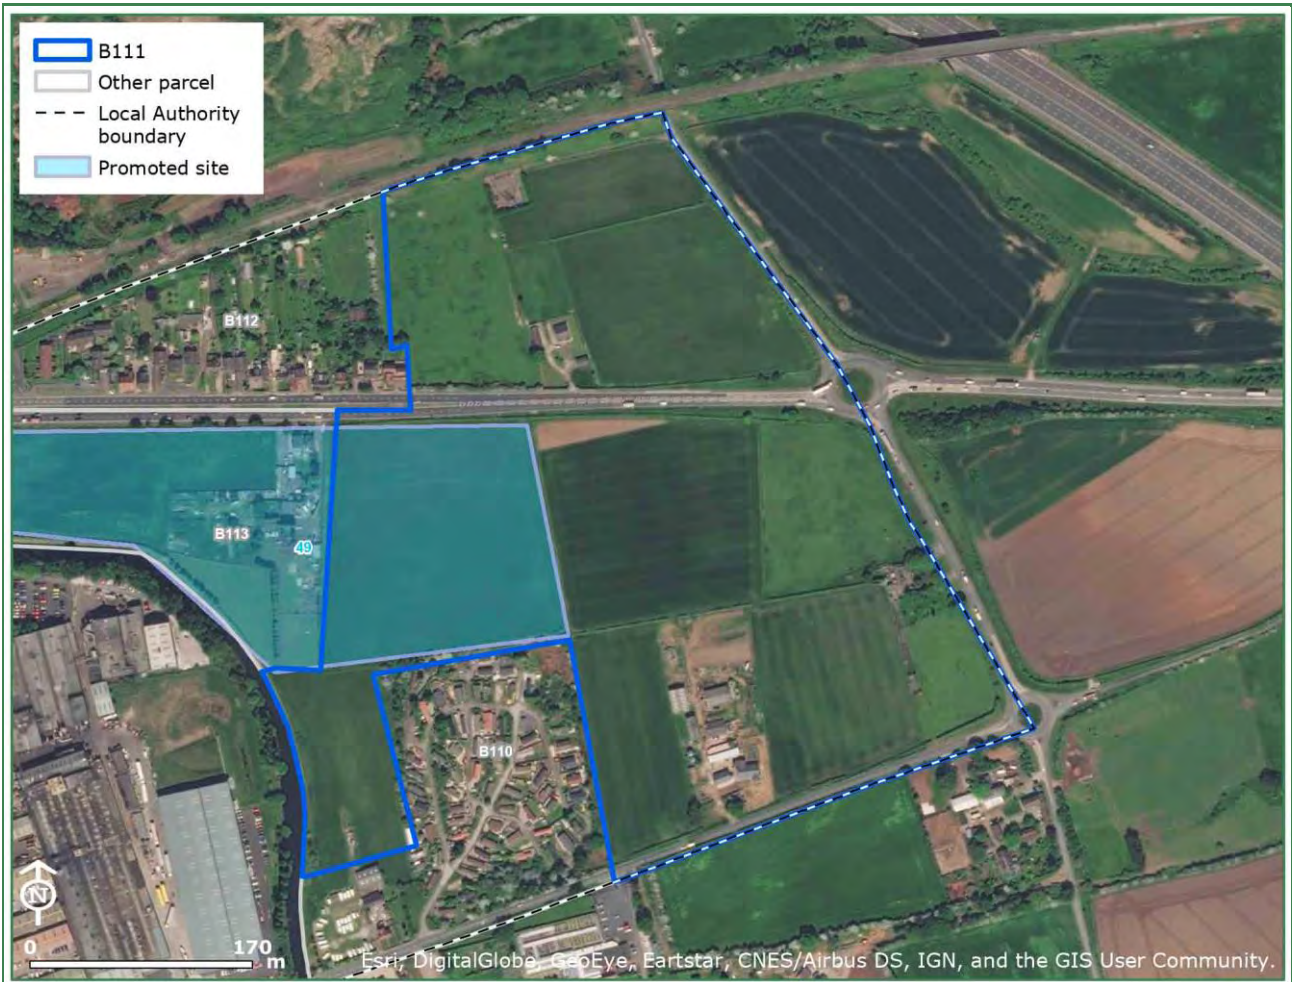 B111
Other parcel
Local Authority
boundary
Promoted site
B112
B113
49
B110
N
0 170
m
Esri, DigitalGlobe, GeoEye, Eartstar, CNES/Airbus DS, IGN, and the GIS User Community.